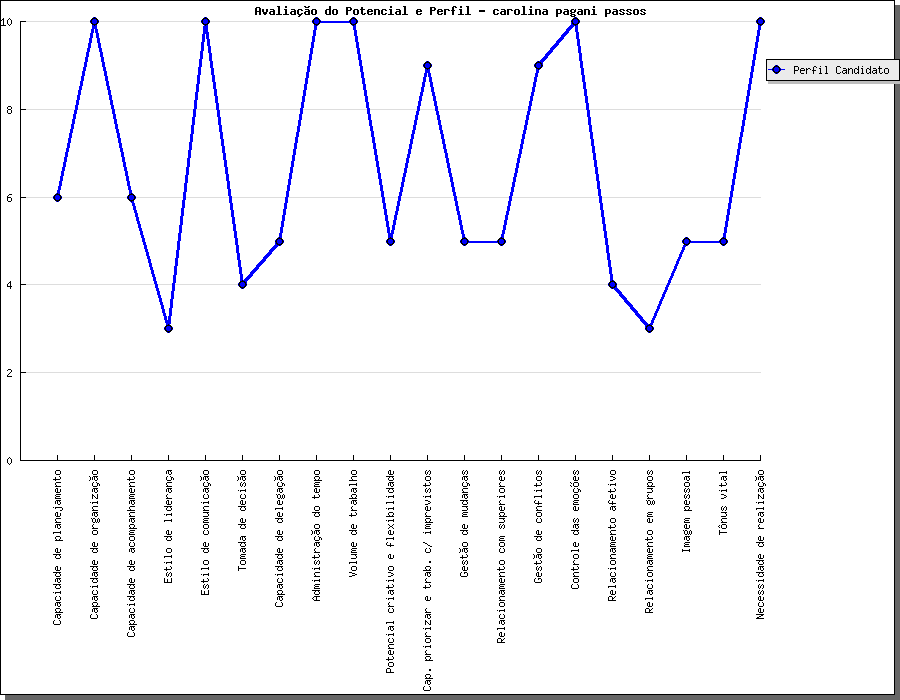 Avaliação do Potencial e Perfil - carolina pagani passos
10
8
6
4
2
0
Perfil Candidato
Capacidade de planejamento
Capacidade de organização
Capacidade de acompanhamento
Estilo de liderança
Estilo de comunicação
Tomada de decisão
Capacidade de delegação
Administração do tempo
Volume de trabalho
Potencial criativo e flexibilidade
Cap. priorizar e trab. c/ imprevistos
Gestão de mudanças
Relacionamento com superiores
Gestão de conflitos
Controle das emoções
Relacionamento afetivo
Relacionamento em grupos
Imagem pessoal
Tônus vital
Necessidade de realização